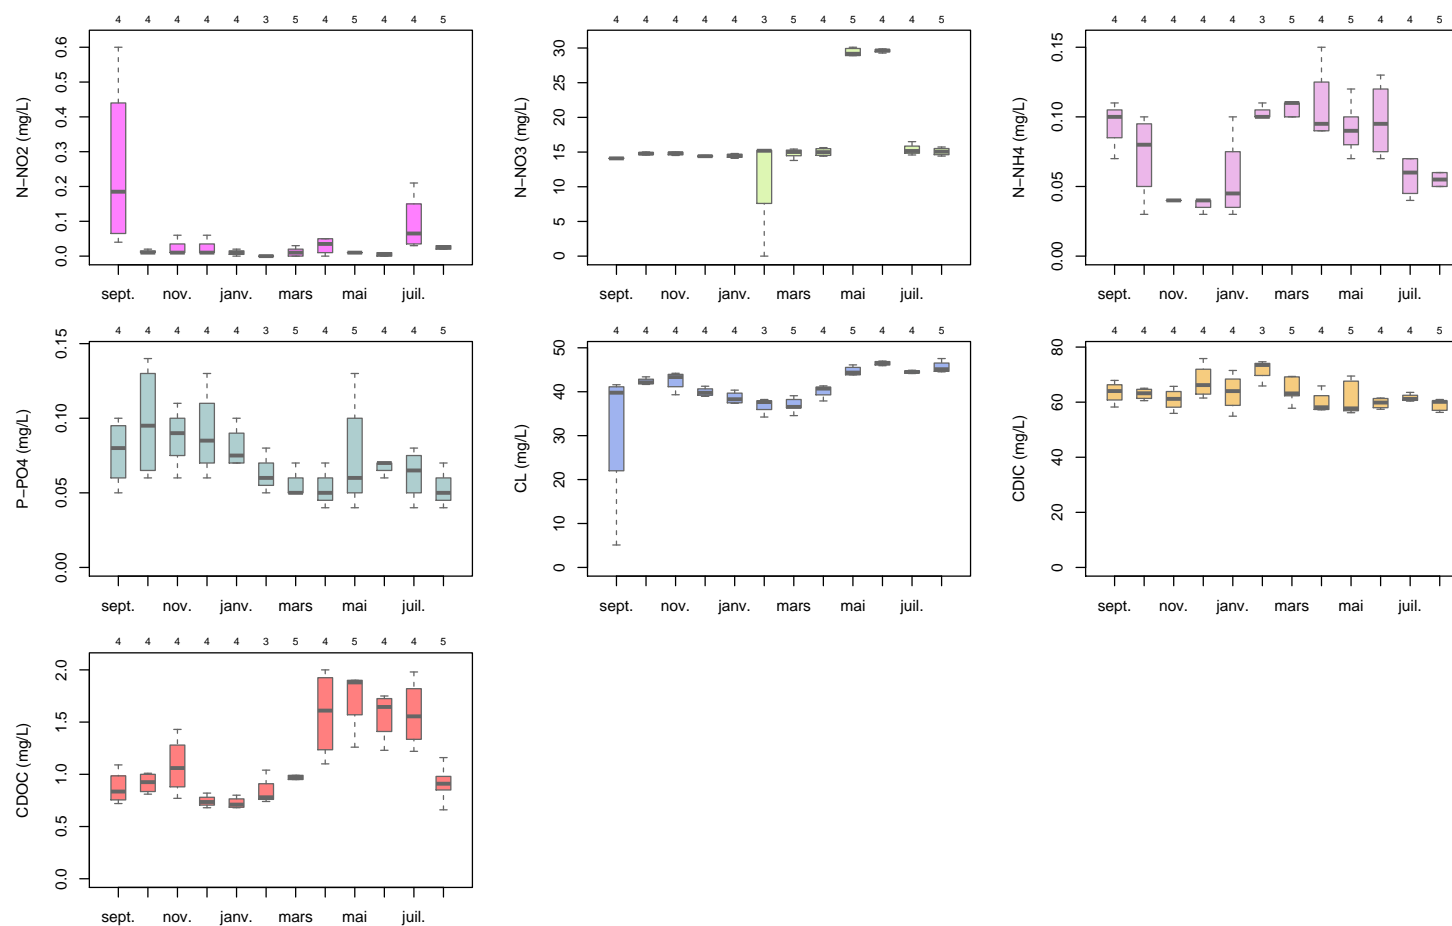 4 4 4 4 4 3 5 4 5 4 4 5
N−NO2 (mg/L)
0.0 0.1 0.2 0.3 0.4 0.5 0.6
sept. nov. janv. mars mai juil.
4 4 4 4 4 3 5 4 5 4 4 5
N−NO3 (mg/L)
0 5 10 15 20 25 30
sept. nov. janv. mars mai juil.
4 4 4 4 4 3 5 4 5 4 4 5
N−NH4 (mg/L)
0.00 0.05 0.10 0.15
sept. nov. janv. mars mai juil.
4 4 4 4 4 3 5 4 5 4 4 5
P−PO4 (mg/L)
0.00 0.05 0.10 0.15
sept. nov. janv. mars mai juil.
4 4 4 4 4 3 5 4 5 4 4 5
CL (mg/L)
0 10 20 30 40 50
sept. nov. janv. mars mai juil.
4 4 4 4 4 3 5 4 5 4 4 5
CDIC (mg/L)
0 20 40 60 80
sept. nov. janv. mars mai juil.
4 4 4 4 4 3 5 4 5 4 4 5
CDOC (mg/L)
0.0 0.5 1.0 1.5 2.0
sept. nov. janv. mars mai juil.